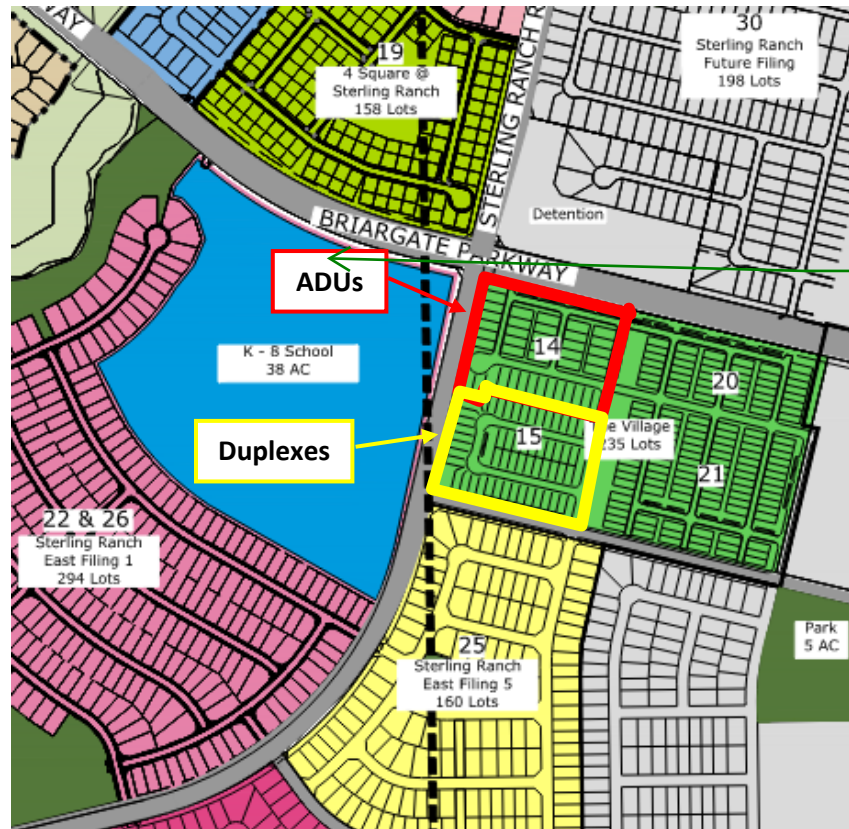 WAY
19
4 Square @
Sterling Ranch
158 Lots
STERLING RANCH R
30
Sterling Ranch
Future Filing
198 Lots
Detention
BRIARGATE PARKWAY
ADUs
K - 8 School
38 AC
14
20
Duplexes
15
e Village
235 Lots
21
22 & 26
Sterling Ranch
East Filing 1
294 Lots
25
Sterling Ranch
East Filing 5
160 Lots
Park
5 AC